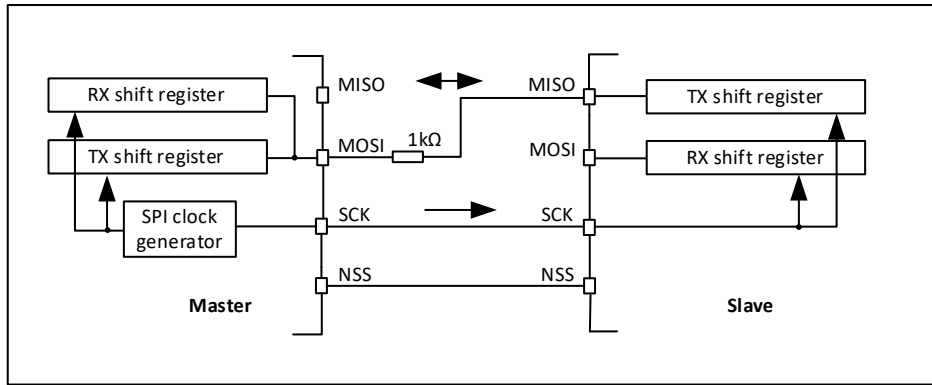 RX shift register
TX shift register
SPI clock
generator
Master
MISO
MOSI
SCK
NSS
1kΩ
MISO
MOSI
SCK
NSS
TX shift register
RX shift register
Slave